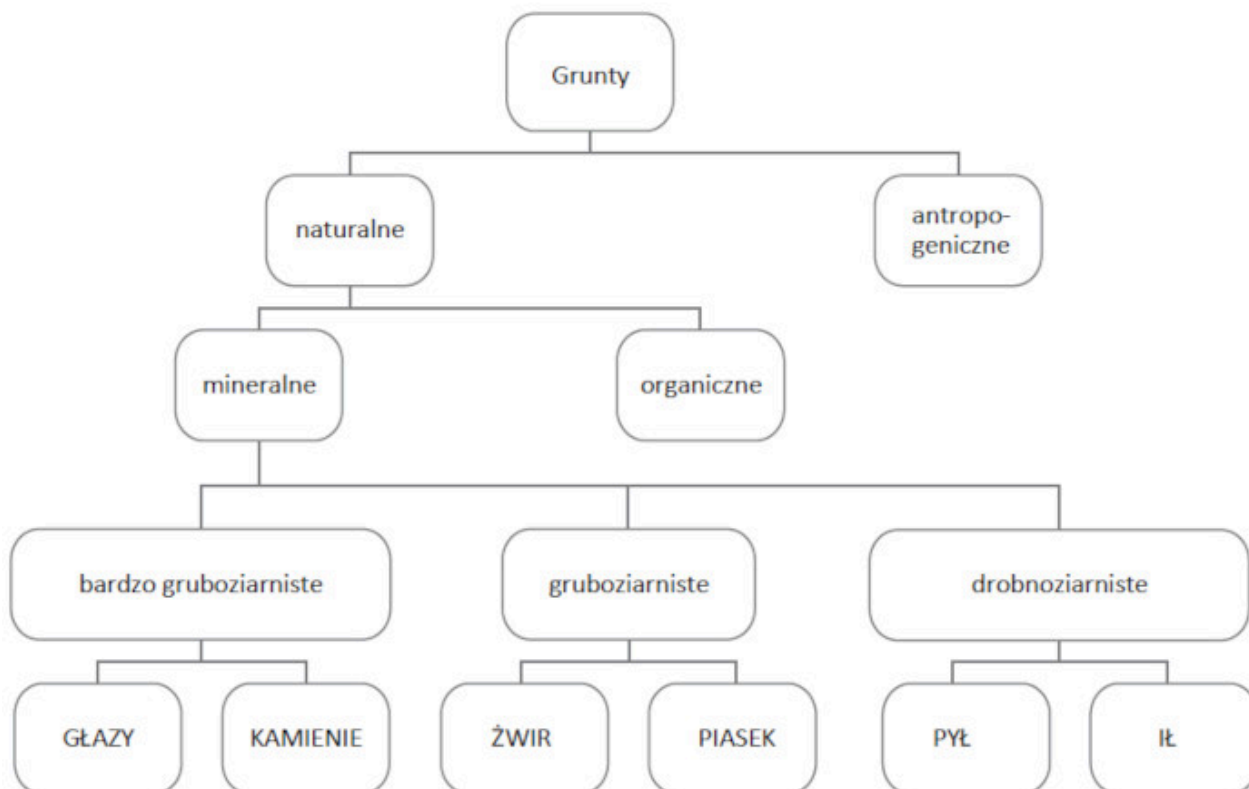 Grunty
naturalne
antropo-
geniczne
mineralne
organiczne
bardzo gruboziarniste
gruboziarniste
drobnoziarniste
GŁAZY
KAMIENIE
ŻWIR
PIASEK
PYŁ
IŁ